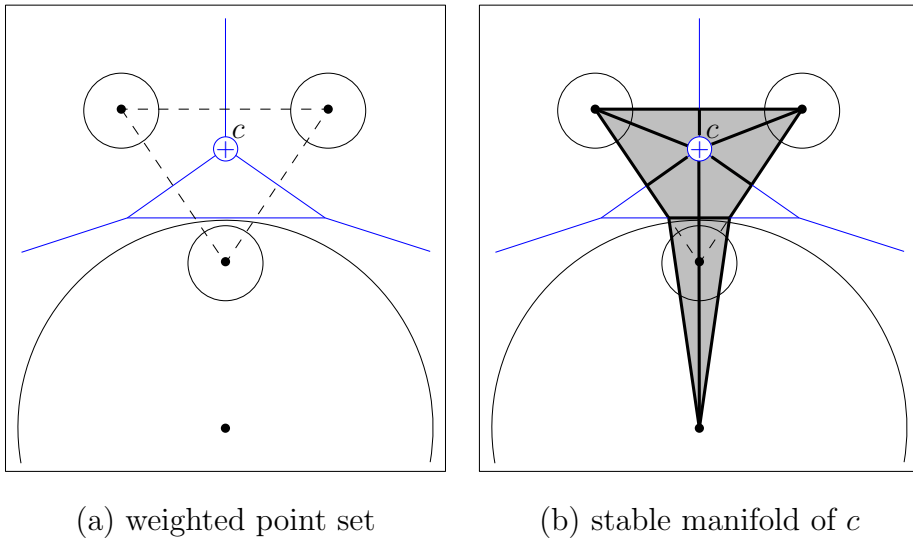 c
c
(a) weighted point set
(b) stable manifold of c